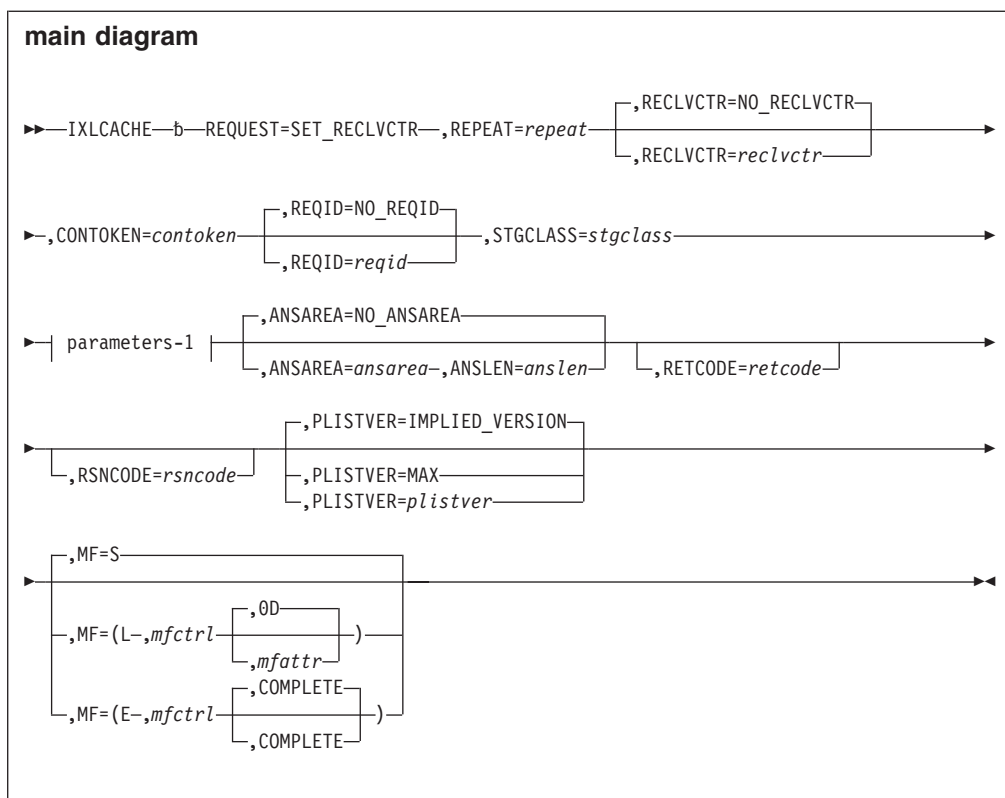 main diagram
,RECLVCTR=NO_RECLVCTR
IXLCACHE ƀ REQUEST=SET_RECLVCTR ,REPEAT=repeat
,RECLVCTR=reclvctr
,REQID=NO_REQID
,CONTOKEN=contoken ,STGCLASS=stgclass
,REQID=reqid
,ANSAREA=NO_ANSAREA
parameters-1
,ANSAREA=ansarea ,ANSLEN=anslen ,RETCODE=retcode
,PLISTVER=IMPLIED_VERSION
,RSNCODE=rsncode ,PLISTVER=MAX
,PLISTVER=plistver
,MF=S
,0D
,MF=(L ,mfctrl )
,mfattr
,COMPLETE
,MF=(E ,mfctrl )
,COMPLETE